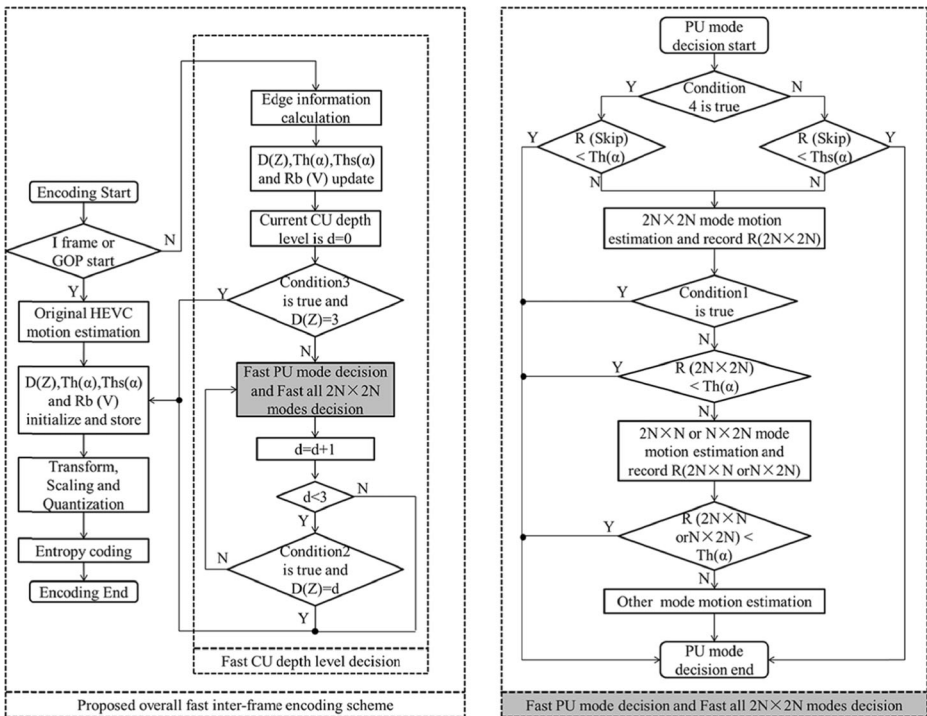 Encoding Start
I frame or
GOP start
N
Y
Original HEVC
motion estimation
D(Z),Th(α),Ths(α)
and Rb (V)
initialize and store
Transform,
Scaling and
Quantization
Entropy coding
Encoding End
Edge information
calculation
D(Z),Th(α),Ths(α)
and Rb (V) update
Current CU depth
level is d=0
Condition3
is true and
D(Z)=3
Y
N
Fast PU mode decision
and Fast all 2N×2N
modes decision
d=d+1
d<3
N
Y
Condition2
is true and
D(Z)=d
N
Y
Fast CU depth level decision
Proposed overall fast inter-frame encoding scheme
PU mode
decision start
Condition
4 is true
Y
N
R (Skip)
< Th(α)
Y
N
R (Skip)
< Ths(α)
Y
N
2N×2N mode motion
estimation and record R(2N×2N)
Condition1
is true
Y
N
R (2N×2N)
< Th(α)
Y
N
2N×N or N×2N mode
motion estimation and
record R(2N×N orN×2N)
R (2N×N
orN×2N) <
Th(α)
Y
N
Other mode motion estimation
PU mode
decision end
Fast PU mode decision and Fast all 2N×2N modes decision